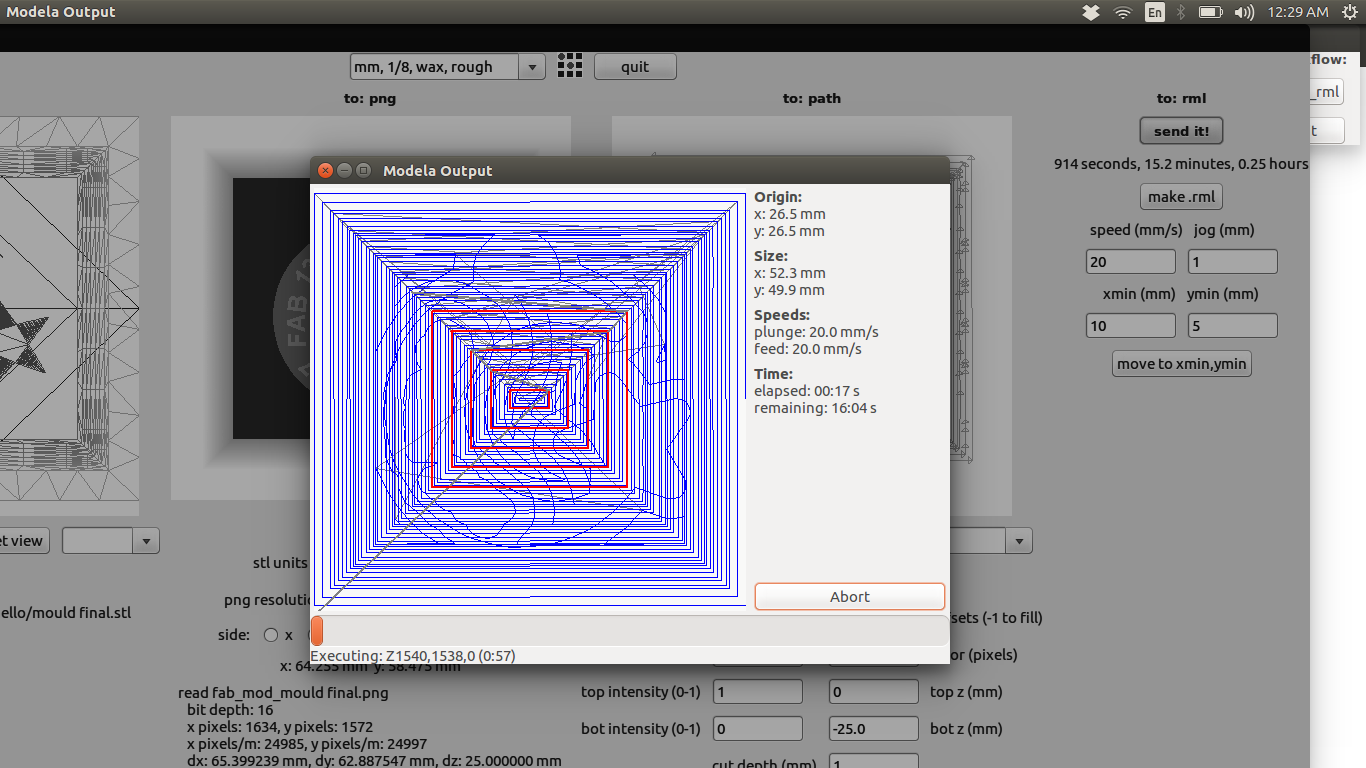 Modela Output
En
12:29 AM
flow:
mm, 1/8, wax, rough
quit
_rml
to: png
to: path
to: rml
send it!
t
914 seconds, 15.2 minutes, 0.25 hours
make .rml
speed (mm/s) jog (mm)
20 1
xmin (mm) ymin (mm)
10 5
move to xmin,ymin
FAB 12
Modela Output
Origin:
x: 26.5 mm
y: 26.5 mm
Size:
x: 52.3 mm
y: 49.9 mm
Speeds:
plunge: 20.0 mm/s
feed: 20.0 mm/s
Time:
elapsed: 00:17 s
remaining: 16:04 s
Abort
Executing: Z1540,1538,0 (0:57)
et view
stl units
png resolutio
ello/mould final.stl
side: x
x: 64.255 mm y: 58.475 mm
read fab_mod_mould final.png
bit depth: 16
x pixels: 1634, y pixels: 1572
x pixels/m: 24985, y pixels/m: 24997
dx: 65.399239 mm, dy: 62.887547 mm, dz: 25.000000 mm
sets (-1 to fill)
or (pixels)
top intensity (0-1) 1 0 top z (mm)
bot intensity (0-1) 0 -25.0 bot z (mm)
cut depth (mm) 1